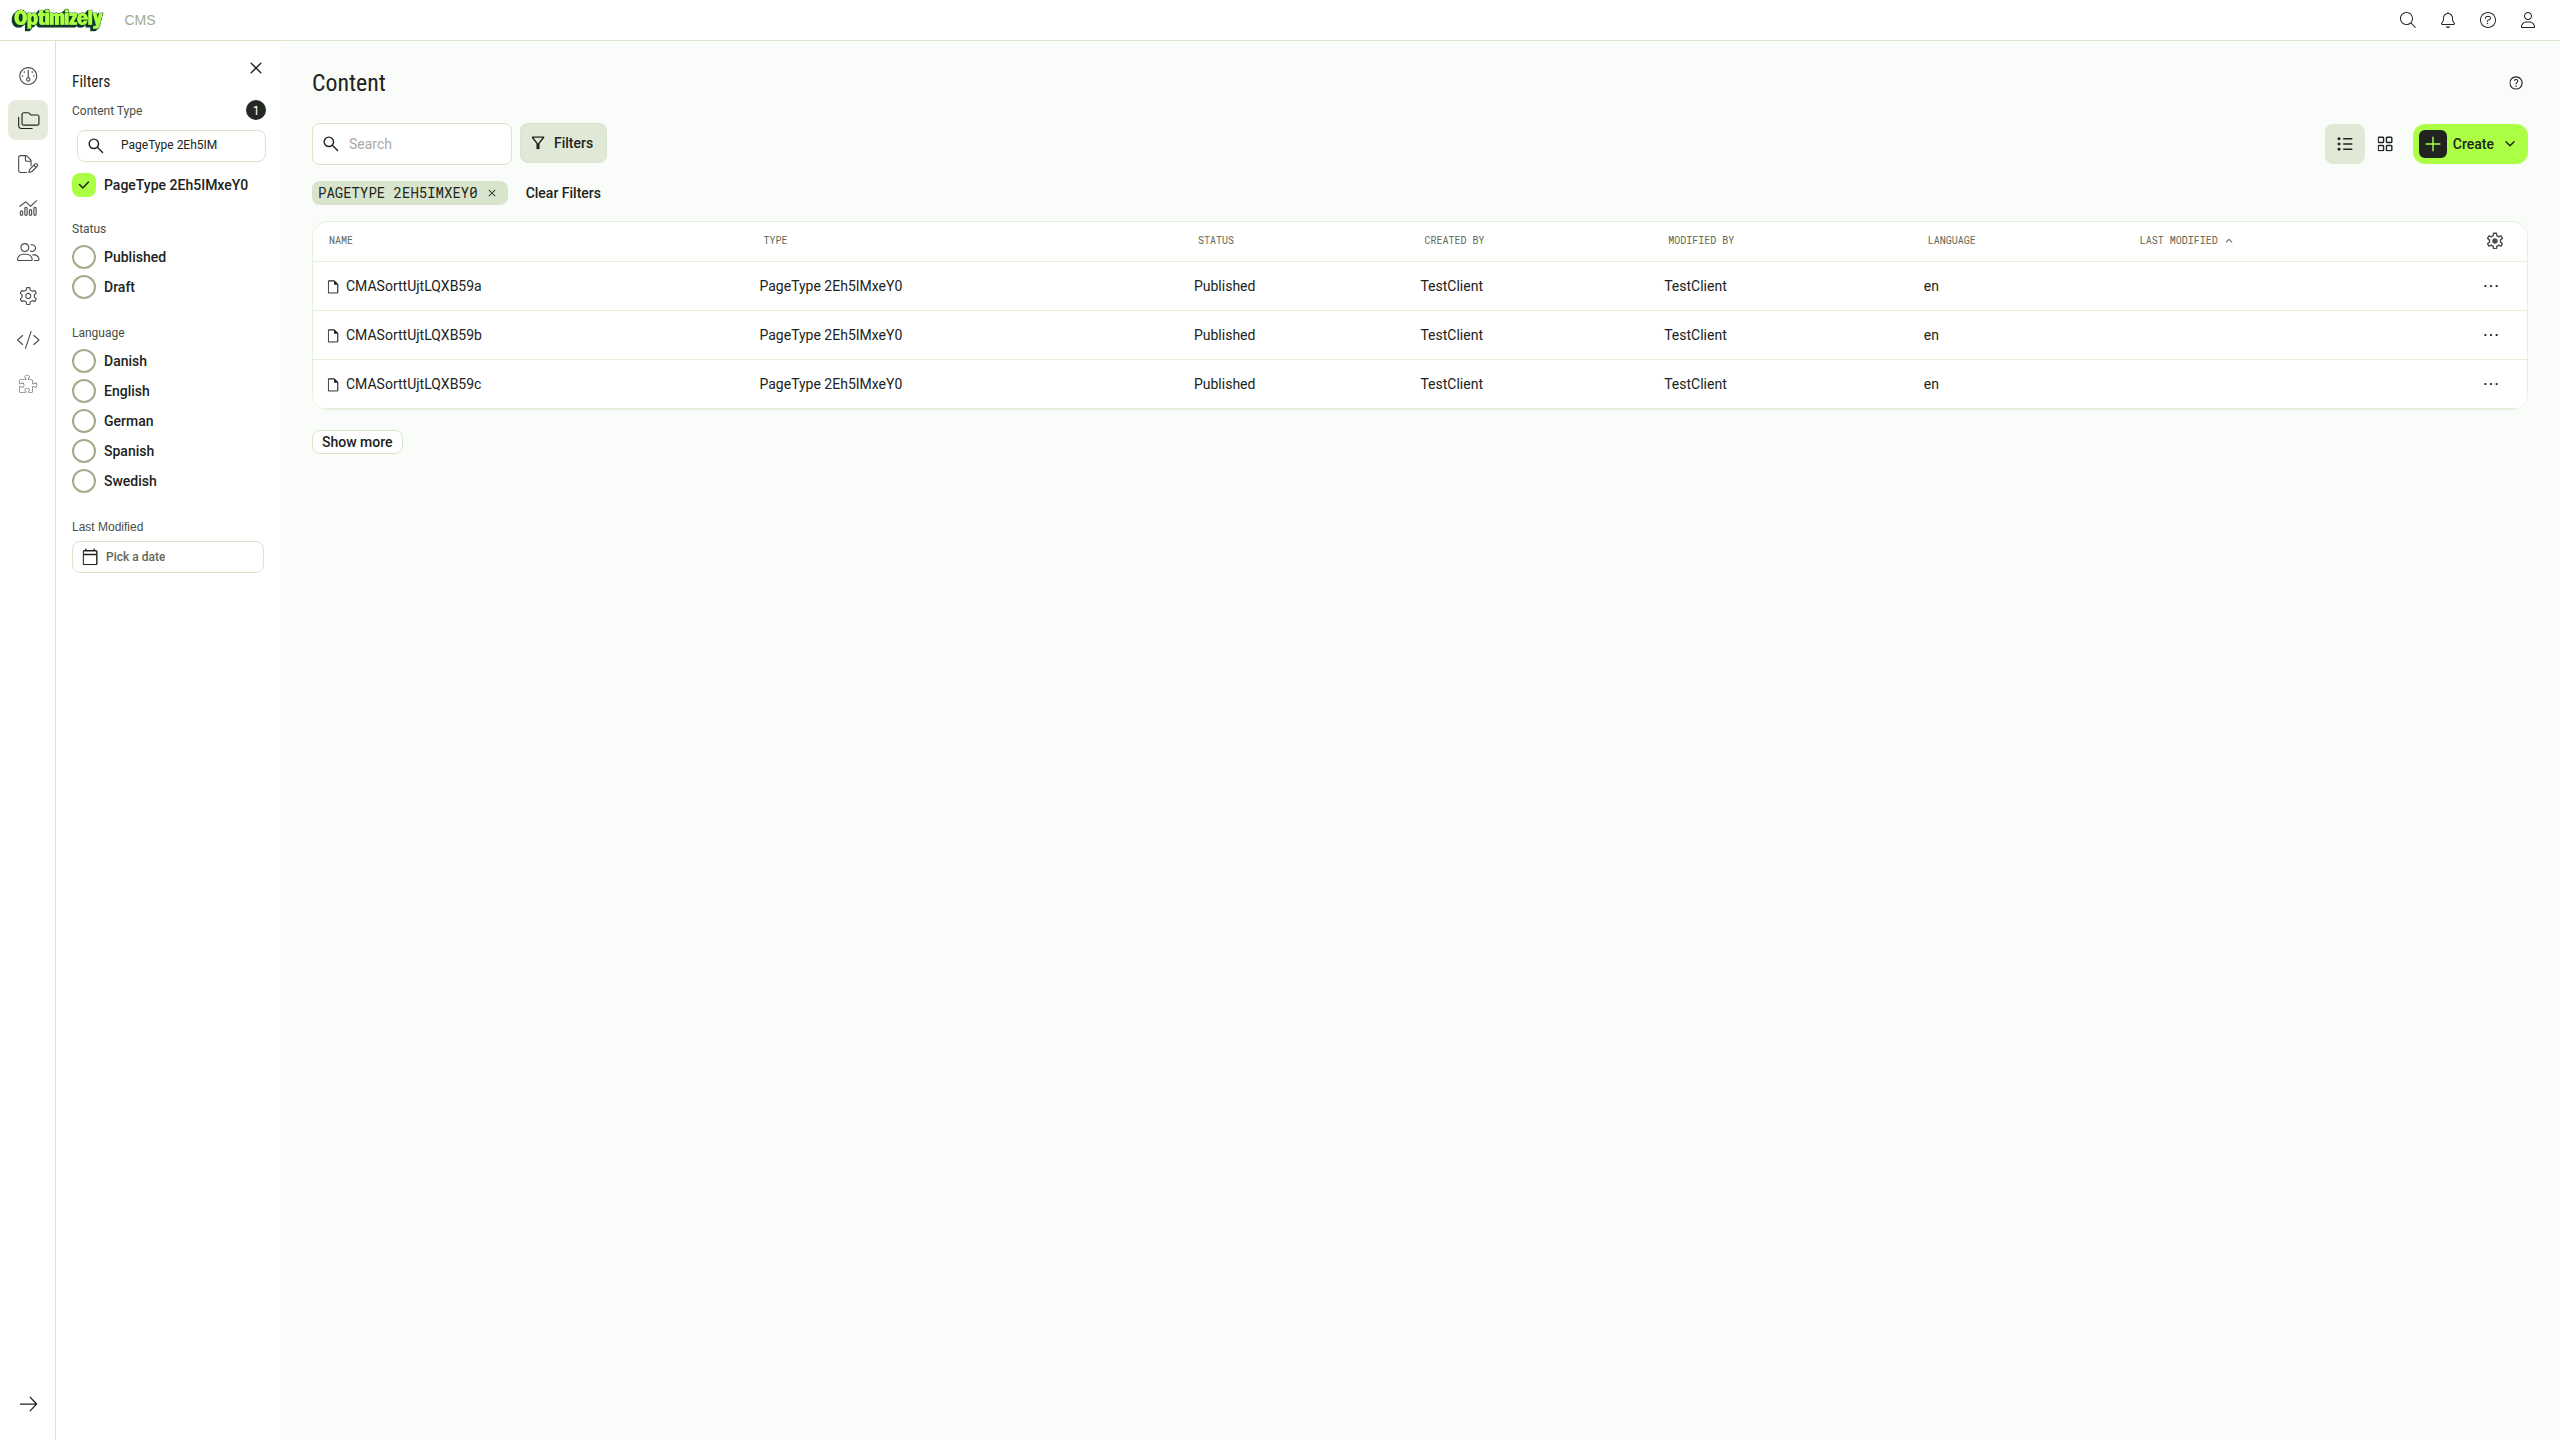 Optimizely CMS
Filters
Content Type 1
PageType 2Eh5IM
PageType 2Eh5IMxeY0
Status
Published
Draft
Language
Danish
English
German
Spanish
Swedish
Last Modified
Pick a date
Content
Search Filters
Create
PAGETYPE 2EH5IMXEY0 × Clear Filters
NAME TYPE STATUS CREATED BY MODIFIED BY LANGUAGE LAST MODIFIED
CMASorttUjtLQXB59a PageType 2Eh5IMxeY0 Published TestClient TestClient en
CMASorttUjtLQXB59b PageType 2Eh5IMxeY0 Published TestClient TestClient en
CMASorttUjtLQXB59c PageType 2Eh5IMxeY0 Published TestClient TestClient en
Show more